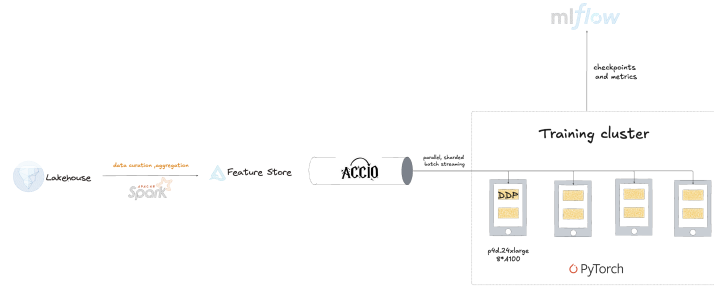 mlflow
checkpoints
and metrics
Training cluster
data curation ,aggregation
parallel, sharded
batch streaming
Lakehouse
APACHE
Spark
Feature Store
ACCIO
DDP
p4d.24xlarge
8*A100
PyTorch